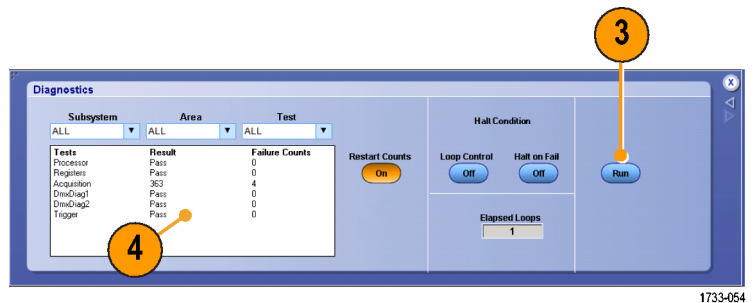 3
X
Diagnostics
Subsystem Area Test
ALL ALL ALL
Tests Result Failure Counts
Processor Pass 0
Registers Pass 0
Acquisition 363 4
DmxDiag1 Pass 0
DmxDiag2 Pass 0
Trigger Pass 0
4
Restart Counts
On
Halt Condition
Loop Control Halt on Fail
Off Off
Elapsed Loops
1
Run
1733-054